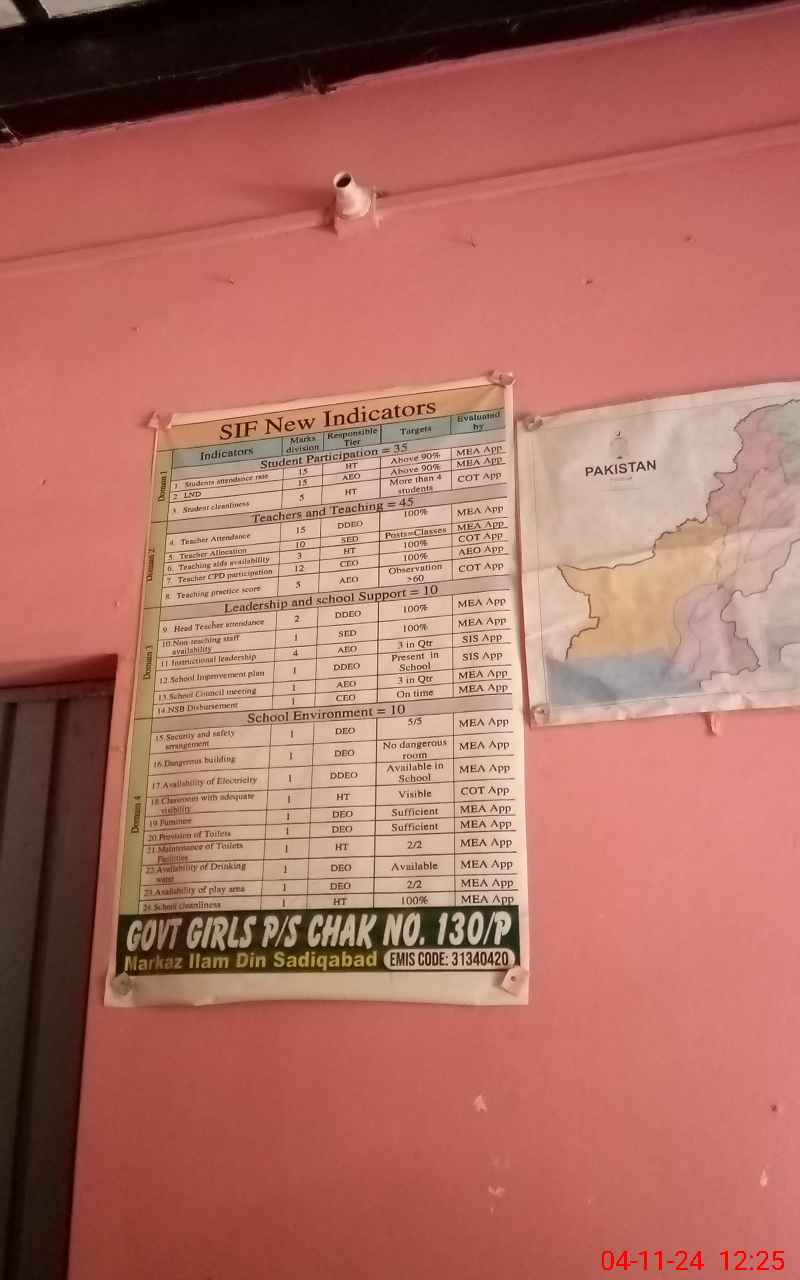 SIF New Indicators
Indicators Marks division Responsible Tier Targets Evaluated by
Domain 1
Student Participation = 35
1. Students attendance rate 15 HT Above 90% MEA App
2. LND 15 AEO Above 90% MEA App
3. Student cleanliness 5 HT More than 4 students COT App
Domain 2
Teachers and Teaching = 45
4. Teacher Attendance 15 DDEO 100% MEA App
5. Teacher Allocation 10 SED Posts=Classes MEA App
6. Teaching aids availability 3 HT 100% COT App
7. Teacher CPD participation 12 CEO 100% AEO App
8. Teaching practice score 5 AEO Observation >60 COT App
Domain 3
Leadership and school Support = 10
9. Head Teacher attendance 2 DDEO 100% MEA App
10. Non-teaching staff availability 1 SED 100% MEA App
11. Instructional leadership 4 AEO 3 in Qtr SIS App
12. School Improvement plan 1 DDEO Present in School SIS App
13. School Council meeting 1 AEO 3 in Qtr MEA App
14. NSB Disbursement 1 CEO On time MEA App
Domain 4
School Environment = 10
15. Security and safety arrangement 1 DEO 5/5 MEA App
16. Dangerous building 1 DEO No dangerous room MEA App
17. Availability of Electricity 1 DDEO Available in School MEA App
18. Classroom with adequate visibility 1 HT Visible COT App
19. Furniture 1 DEO Sufficient MEA App
20. Provision of Toilets 1 DEO Sufficient MEA App
21. Maintenance of Toilets Facilities 1 HT 2/2 MEA App
22. Availability of Drinking water 1 DEO Available MEA App
23. Availability of play area 1 DEO 2/2 MEA App
24. School cleanliness 1 HT 100% MEA App
GOVT GIRLS P/S CHAK NO. 130/P
Markaz Ilam Din Sadiqabad EMIS CODE: 31340420
PAKISTAN
04-11-24 12:25